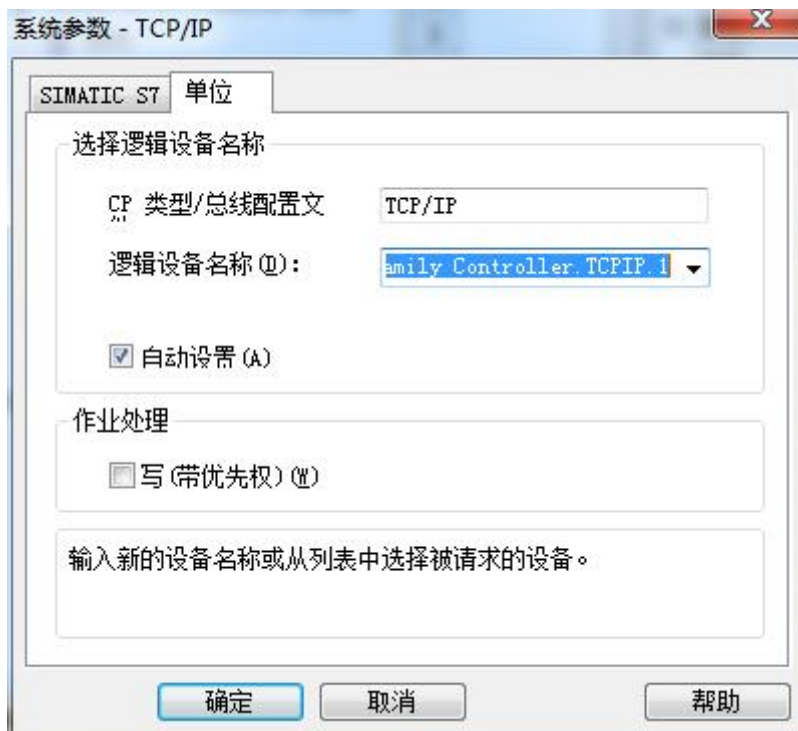 系统参数 - TCP/IP
SIMATIC S7
单位
选择逻辑设备名称
CP 类型/总线配置文
TCP/IP
逻辑设备名称(D):
amily Controller.TCPIP.1
自动设置(A)
作业处理
写(带优先权)(W)
输入新的设备名称或从列表中选择被请求的设备。
确定
取消
帮助